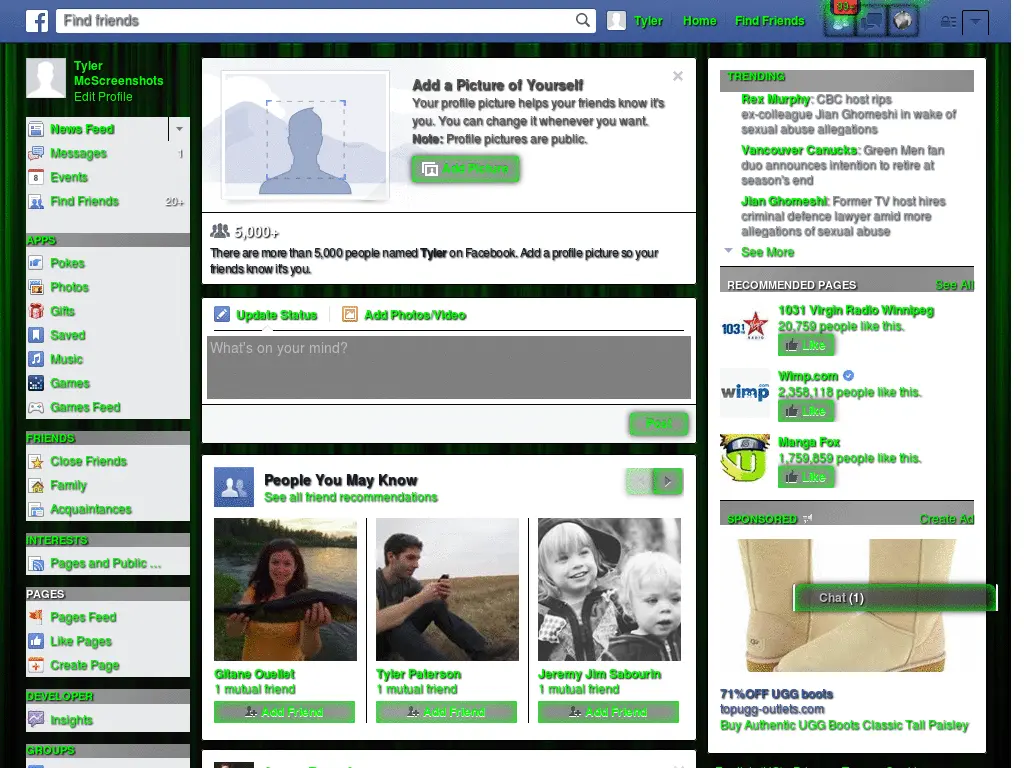 Find friends
Tyler
Home
Find Friends
99+
Tyler
McScreenshots
Edit Profile
News Feed
Messages
1
8
Events
Find Friends
20+
APPS
Pokes
Photos
Gifts
Saved
Music
Games
Games Feed
FRIENDS
Close Friends
Family
Acquaintances
INTERESTS
Pages and Public ...
PAGES
Pages Feed
Like Pages
Create Page
DEVELOPER
Insights
GROUPS
Add a Picture of Yourself
Your profile picture helps your friends know it's
you. You can change it whenever you want.
Note: Profile pictures are public.
Add Picture
5,000+
There are more than 5,000 people named Tyler on Facebook. Add a profile picture so your
friends know it's you.
Update Status
Add Photos/Video
What's on your mind?
Post
People You May Know
See all friend recommendations
Gitane Ouellet
1 mutual friend
Add Friend
Tyler Paterson
1 mutual friend
Add Friend
Jeremy Jim Sabourin
1 mutual friend
Add Friend
TRENDING
Rex Murphy: CBC host rips
ex-colleague Jian Ghomeshi in wake of
sexual abuse allegations
Vancouver Canucks: Green Men fan
duo announces intention to retire at
season's end
Jian Ghomeshi: Former TV host hires
criminal defence lawyer amid more
allegations of sexual abuse
See More
RECOMMENDED PAGES
See All
1031 Virgin Radio Winnipeg
20,759 people like this.
Like
Wimp.com
2,358,118 people like this.
Like
Manga Fox
1,759,859 people like this.
Like
SPONSORED
Create Ad
Chat (1)
71%OFF UGG boots
topugg-outlets.com
Buy Authentic UGG Boots Classic Tall Paisley